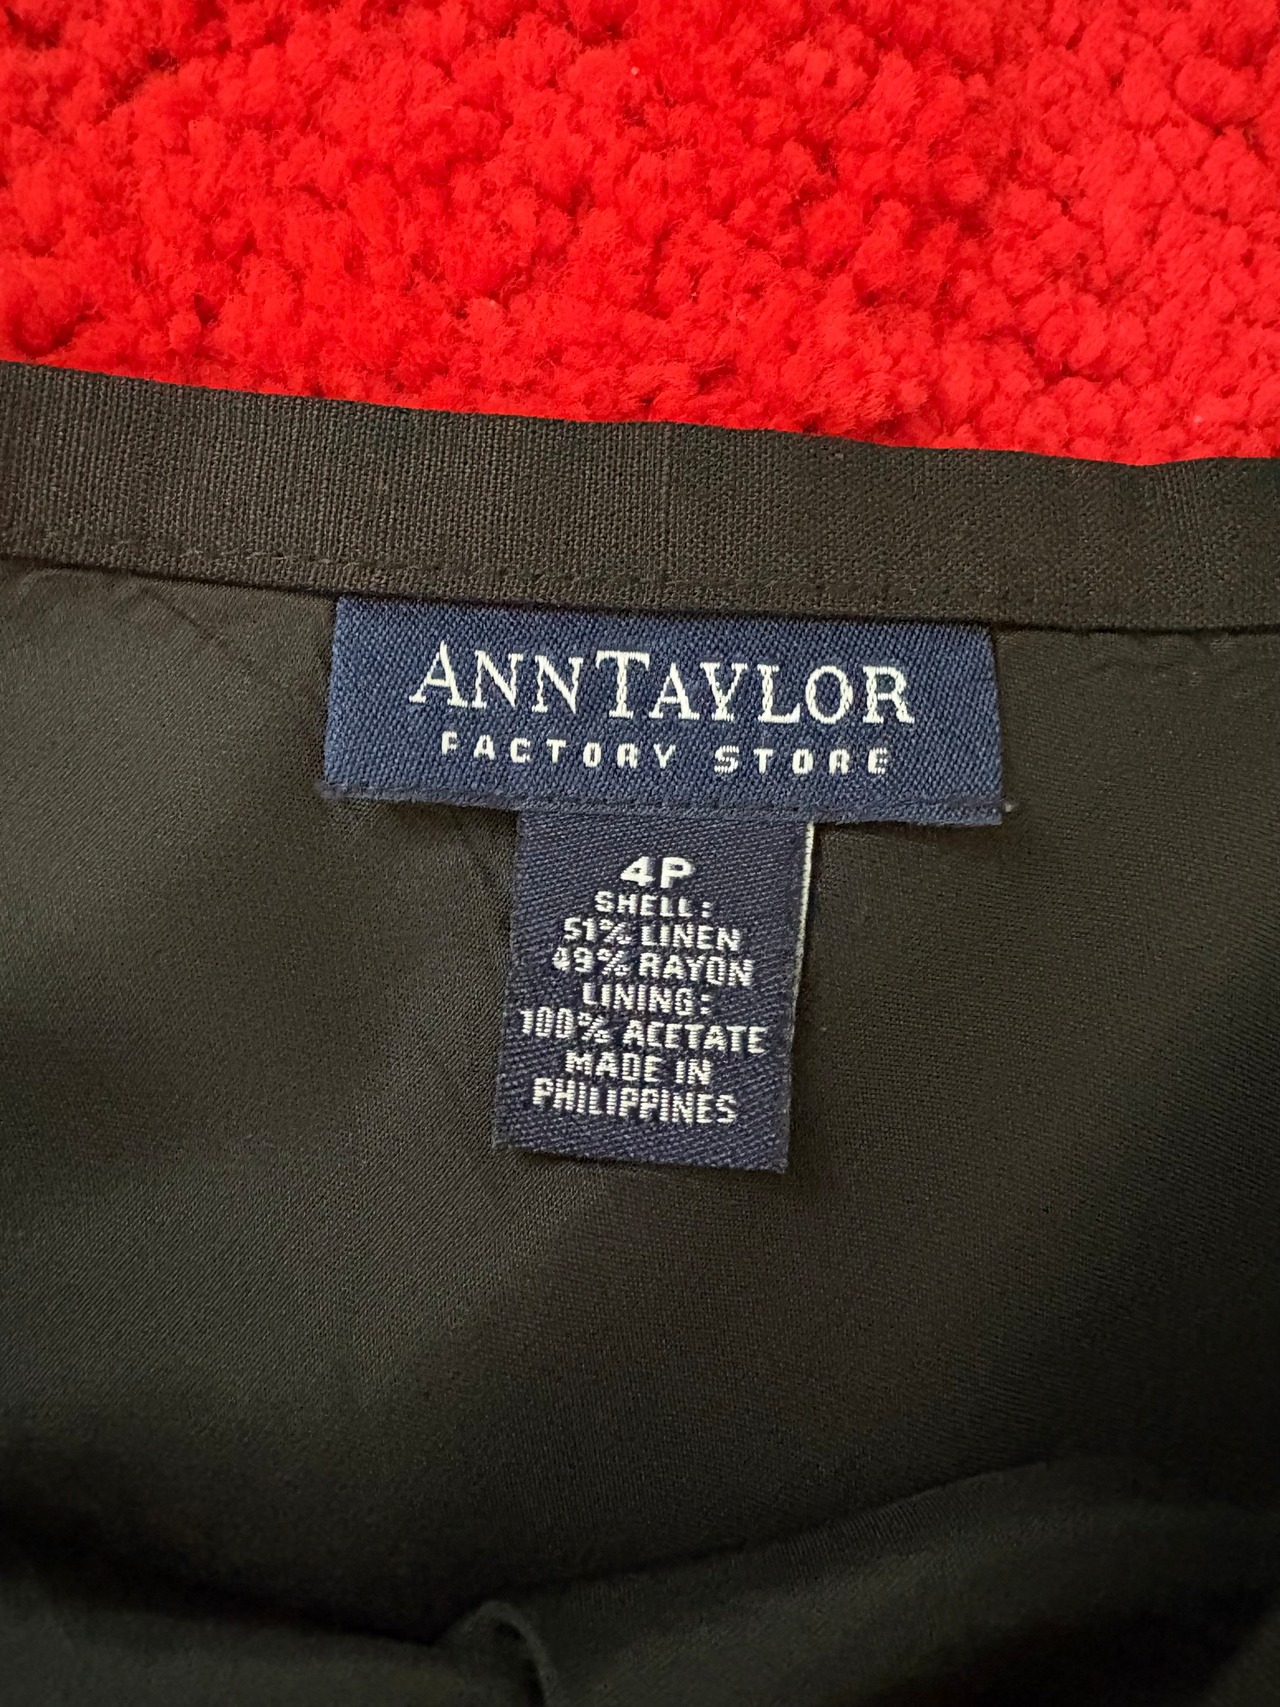 ANNTAYLOR
FACTORY STORE
4P
SHELL:
51% LINEN
49% RAYON
LINING:
100% ACETATE
MADE IN
PHILIPPINES